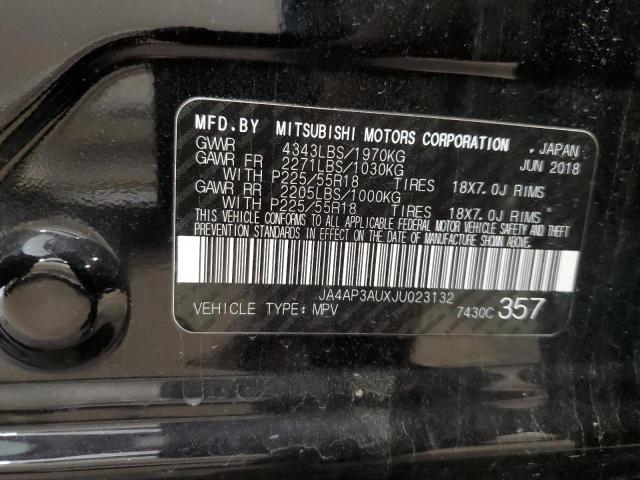 MFD.BY MITSUBISHI MOTORS CORPORATION, JAPAN
GVWR 4343LBS/1970KG JUN 2018
GAWR FR 2271LBS/1030KG
WITH P225/55R18 TIRES 18X7.0J RIMS
GAWR RR 2205LBS/1000KG
WITH P225/55R18 TIRES 18X7.0J RIMS
THIS VEHICLE CONFORMS TO ALL APPLICABLE FEDERAL MOTOR VEHICLE SAFETY AND THEFT
PREVENTION STANDARDS IN EFFECT ON THE DATE OF MANUFACTURE SHOWN ABOVE.
JA4AP3AUXJU023132
VEHICLE TYPE: MPV 7430C 357